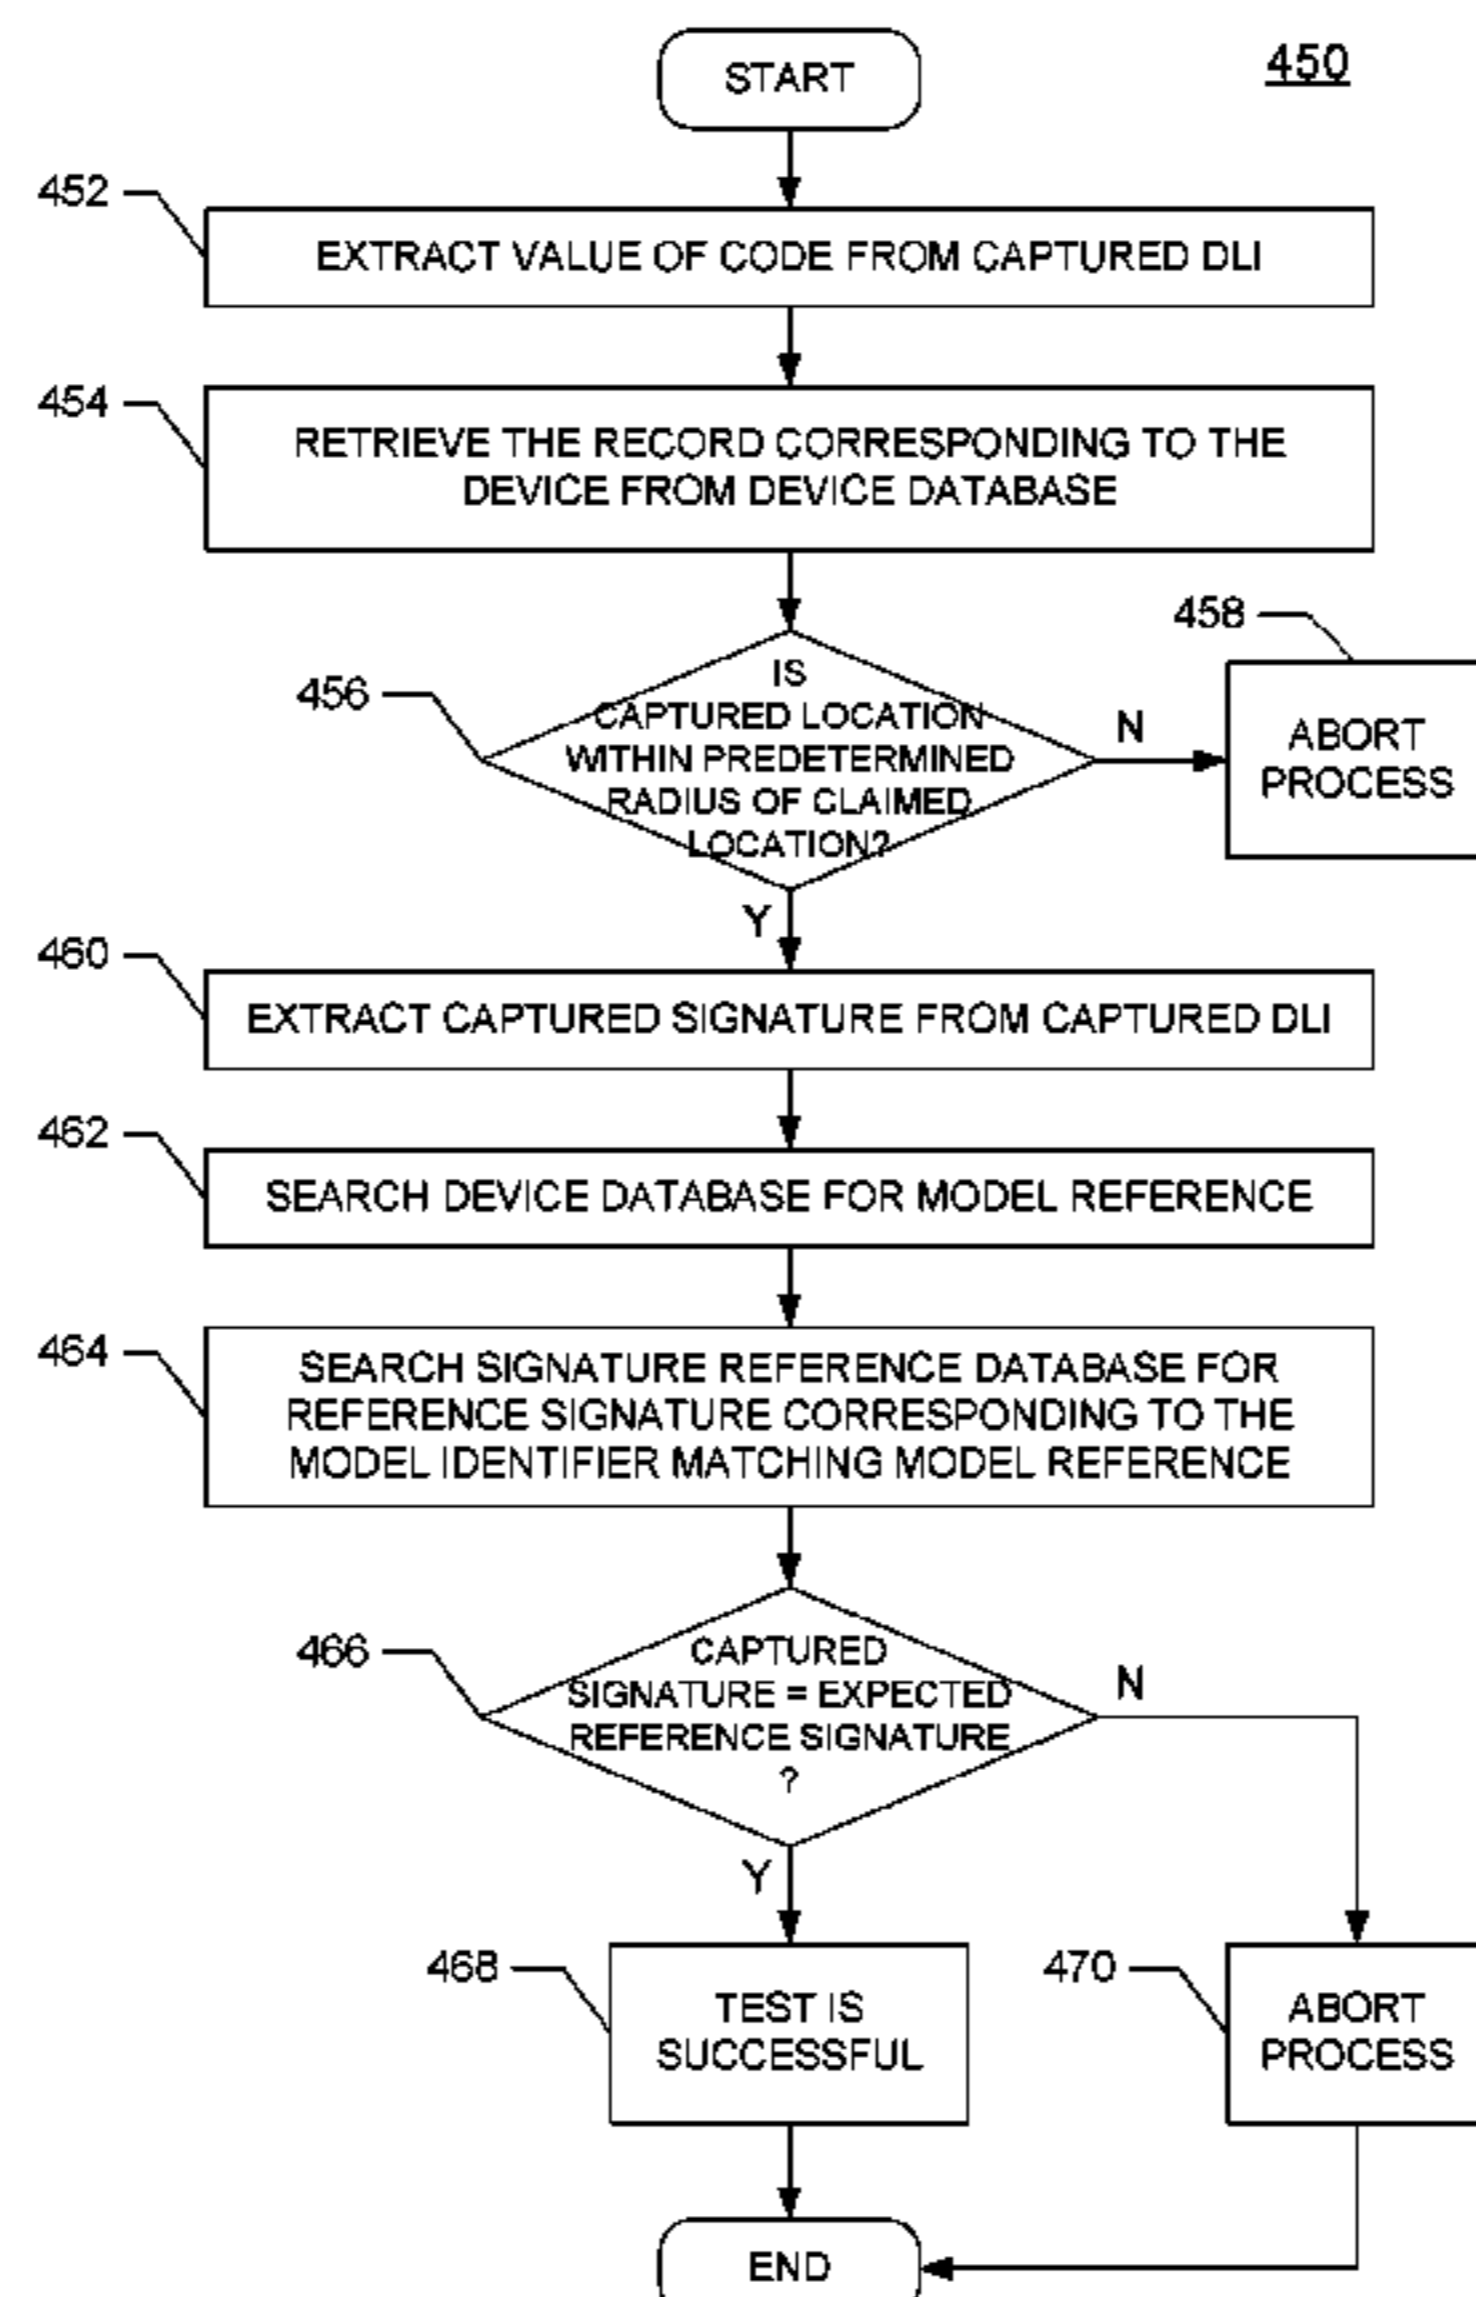 START
450
452
EXTRACT VALUE OF CODE FROM CAPTURED DLI
454
RETRIEVE THE RECORD CORRESPONDING TO THE
DEVICE FROM DEVICE DATABASE
458
456
IS
CAPTURED LOCATION
WITHIN PREDETERMINED
RADIUS OF CLAIMED
LOCATION?
N
ABORT
PROCESS
Y
460
EXTRACT CAPTURED SIGNATURE FROM CAPTURED DLI
462
SEARCH DEVICE DATABASE FOR MODEL REFERENCE
464
SEARCH SIGNATURE REFERENCE DATABASE FOR
REFERENCE SIGNATURE CORRESPONDING TO THE
MODEL IDENTIFIER MATCHING MODEL REFERENCE
466
CAPTURED
SIGNATURE = EXPECTED
REFERENCE SIGNATURE
?
N
Y
468
TEST IS
SUCCESSFUL
470
ABORT
PROCESS
END